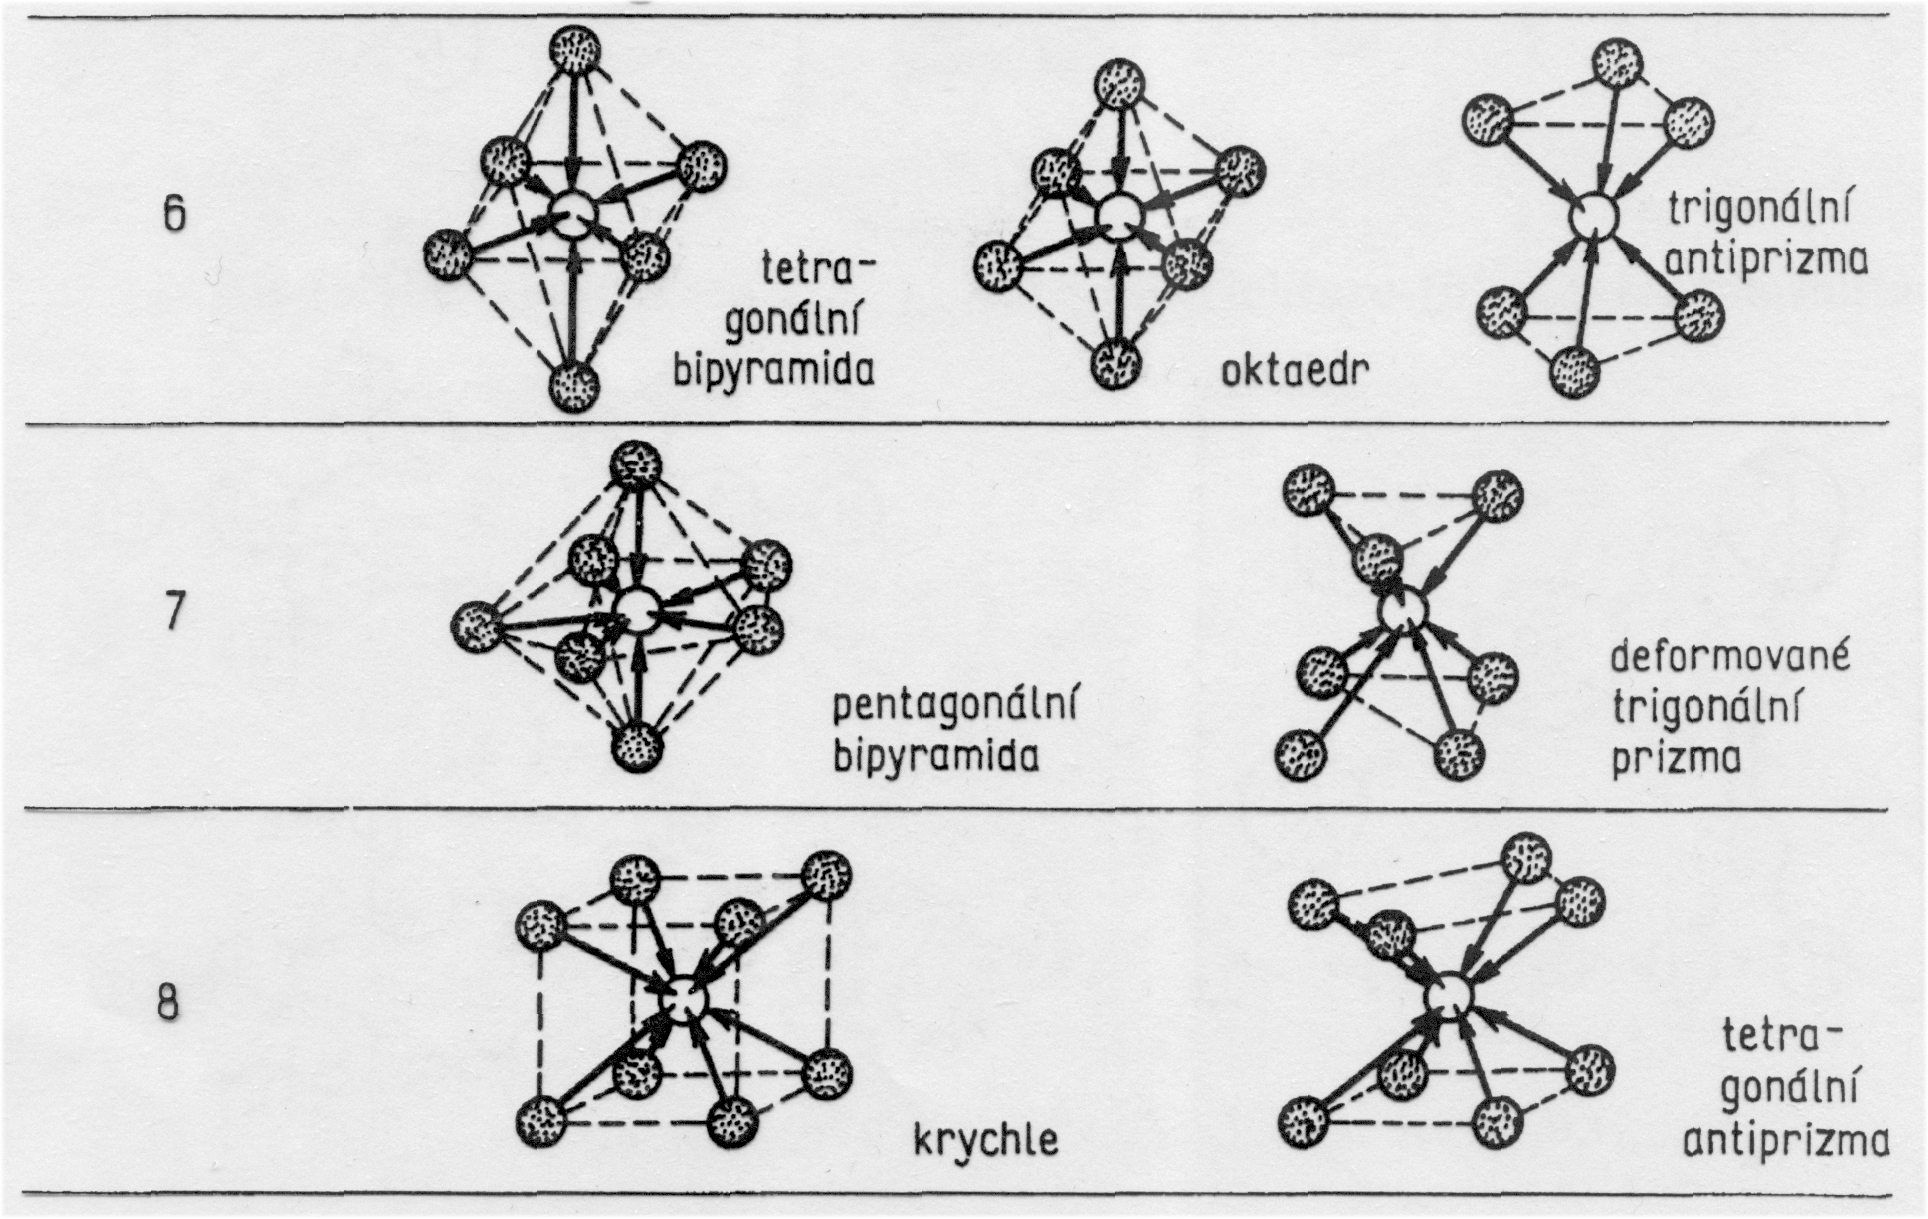 6
tetra-
gonální
bipyramida
oktaedr
trigonální
antiprizma
7
pentagonální
bipyramida
deformované
trigonální
prizma
8
krychle
tetra-
gonální
antiprizma